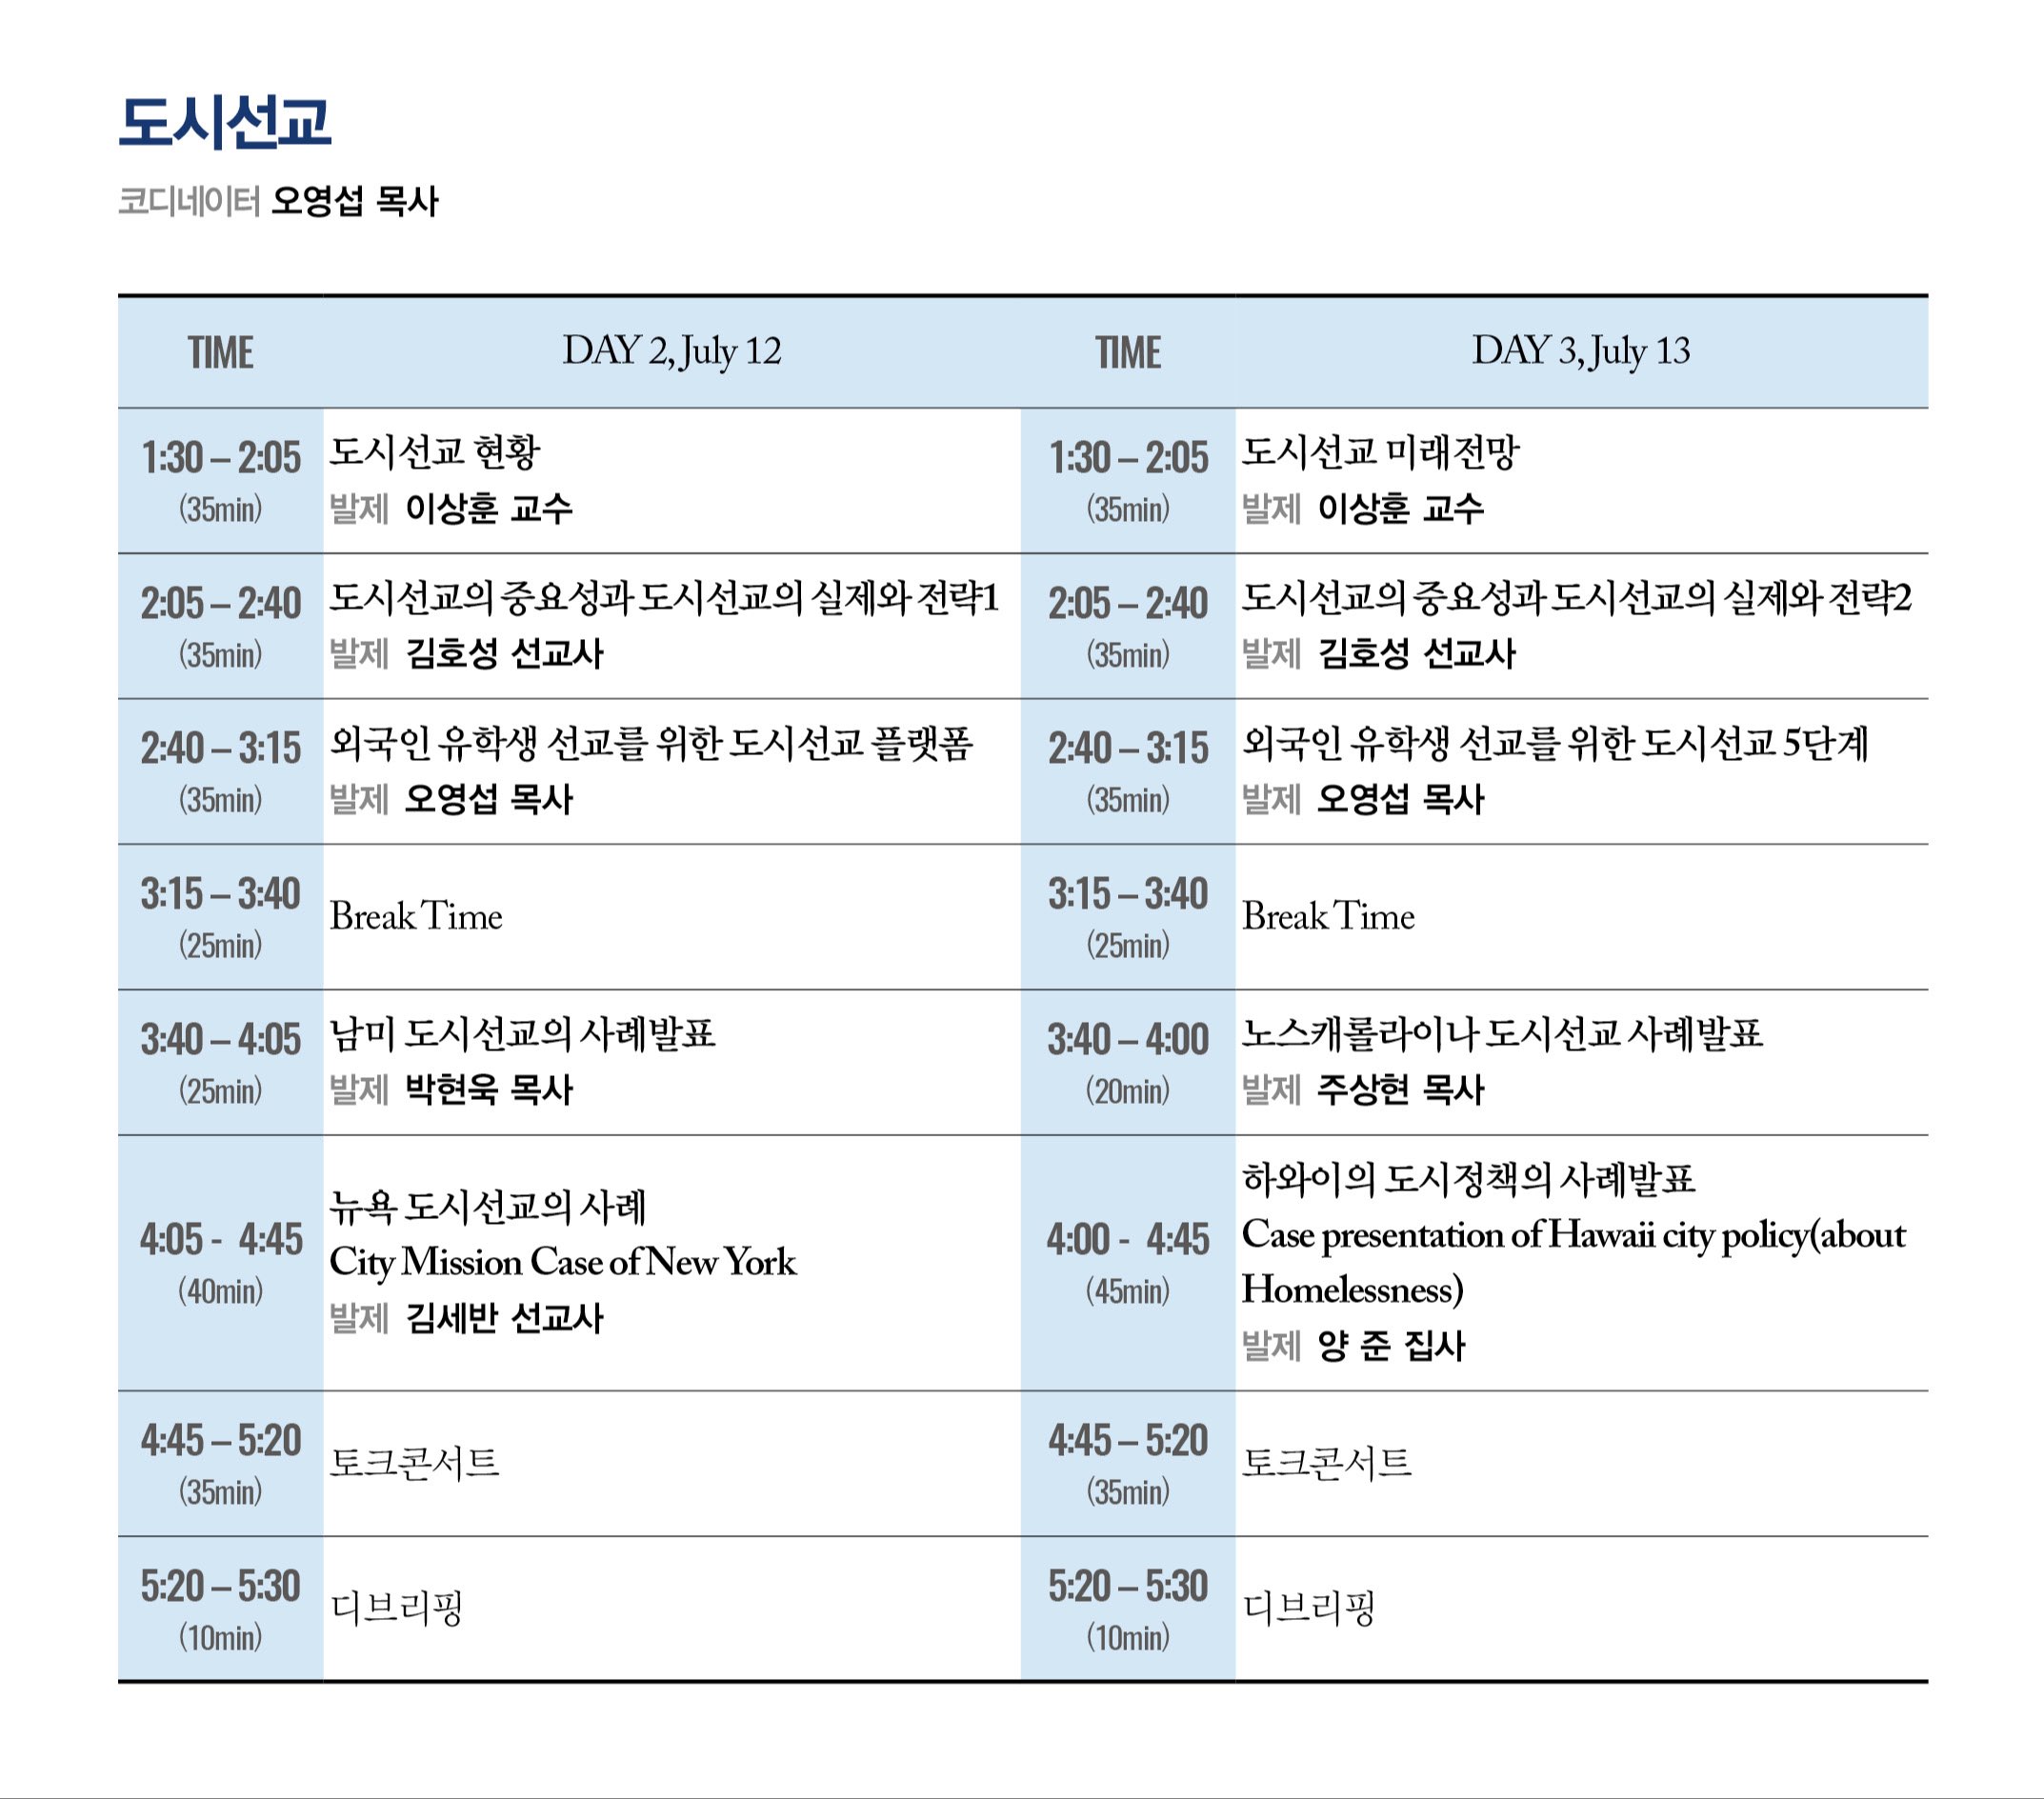 도시선교
코디네이터 오영섭 목사
TIME DAY 2, July 12 TIME DAY 3, July 13
1:30 – 2:05
(35min)
도시선교 현황
발제 이상훈 교수
1:30 – 2:05
(35min)
도시선교 미래전망
발제 이상훈 교수
2:05 – 2:40
(35min)
도시선교의 중요성과 도시선교의 실제와 전략1
발제 김호성 선교사
2:05 – 2:40
(35min)
도시선교의 중요성과 도시선교의 실제와 전략2
발제 김호성 선교사
2:40 – 3:15
(35min)
외국인 유학생 선교를 위한 도시선교 플랫폼
발제 오영섭 목사
2:40 – 3:15
(35min)
외국인 유학생 선교를 위한 도시선교 5단계
발제 오영섭 목사
3:15 – 3:40
(25min)
Break Time
3:15 – 3:40
(25min)
Break Time
3:40 – 4:05
(25min)
남미 도시선교의 사례발표
발제 박현욱 목사
3:40 – 4:00
(20min)
노스캐롤라이나 도시선교 사례발표
발제 주상현 목사
4:05 - 4:45
(40min)
뉴욕 도시선교의 사례
City Mission Case of New York
발제 김세반 선교사
4:00 - 4:45
(45min)
하와이의 도시정책의 사례발표
Case presentation of Hawaii city policy(about
Homelessness)
발제 양 준 집사
4:45 – 5:20
(35min)
토크콘서트
4:45 – 5:20
(35min)
토크콘서트
5:20 – 5:30
(10min)
디브리핑
5:20 – 5:30
(10min)
디브리핑